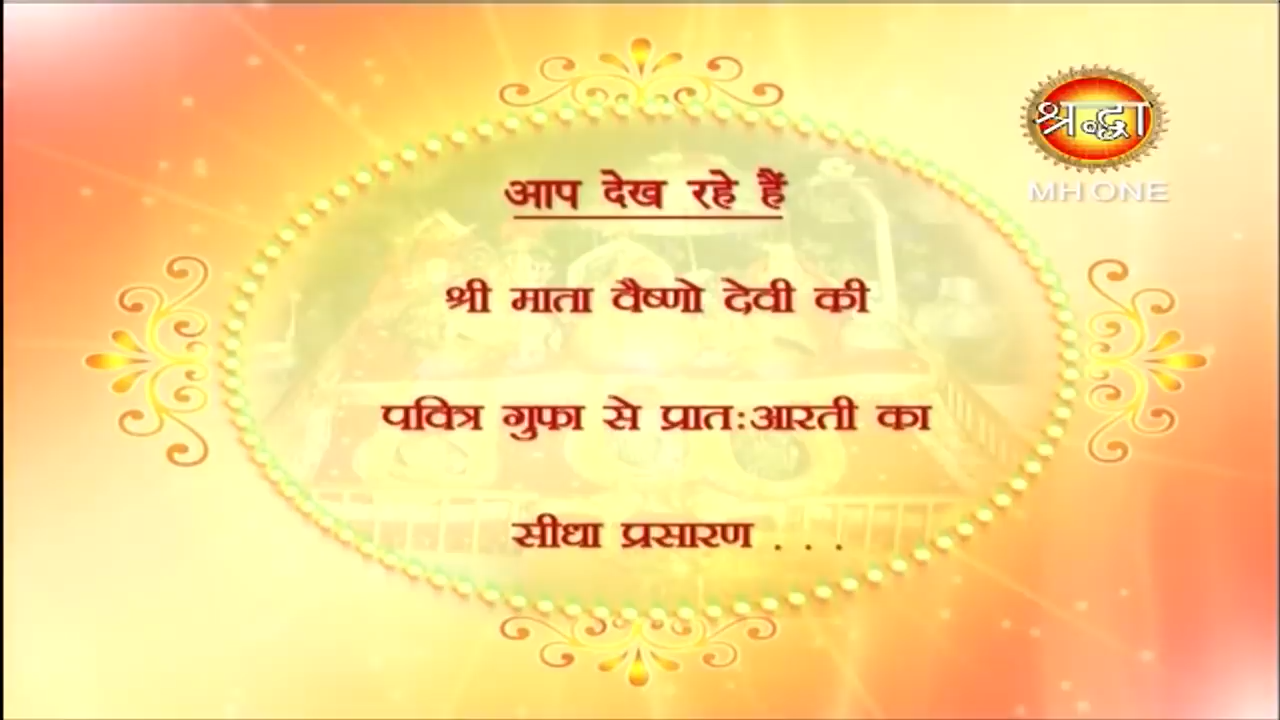 श्रद्धा
MH ONE
आप देख रहे हैं
श्री माता वैष्णो देवी की
पवित्र गुफा से प्रातःआरती का
सीधा प्रसारण . . .